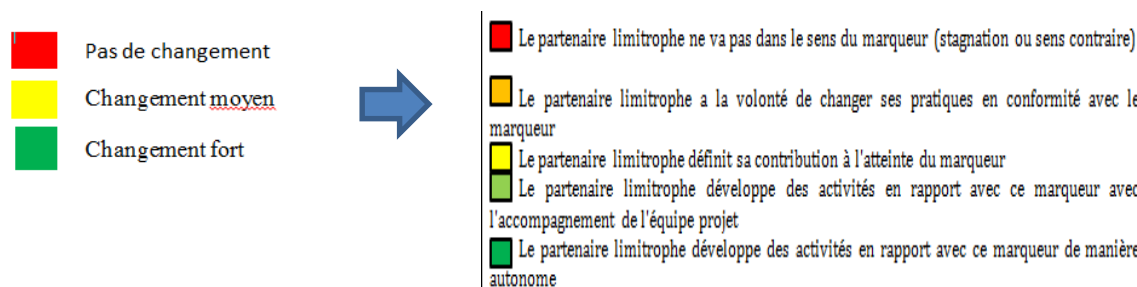 Pas de changement
Changement moyen
Changement fort
Le partenaire limitrophe ne va pas dans le sens du marqueur (stagnation ou sens contraire)
Le partenaire limitrophe a la volonté de changer ses pratiques en conformité avec le
marqueur
Le partenaire limitrophe définit sa contribution à l'atteinte du marqueur
Le partenaire limitrophe développe des activités en rapport avec ce marqueur avec
l'accompagnement de l'équipe projet
Le partenaire limitrophe développe des activités en rapport avec ce marqueur de manière
autonome